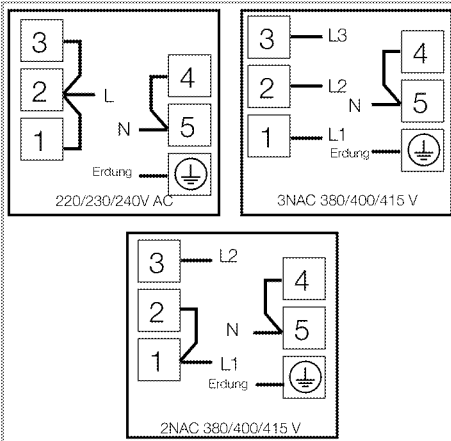 3
2 L
1
4
N 5
Erdung
220/230/240V AC
3 L3
2 L2
1 L1
4
N 5
Erdung
3NAC 380/400/415 V
3 L2
2
1 L1
4
N 5
Erdung
2NAC 380/400/415 V